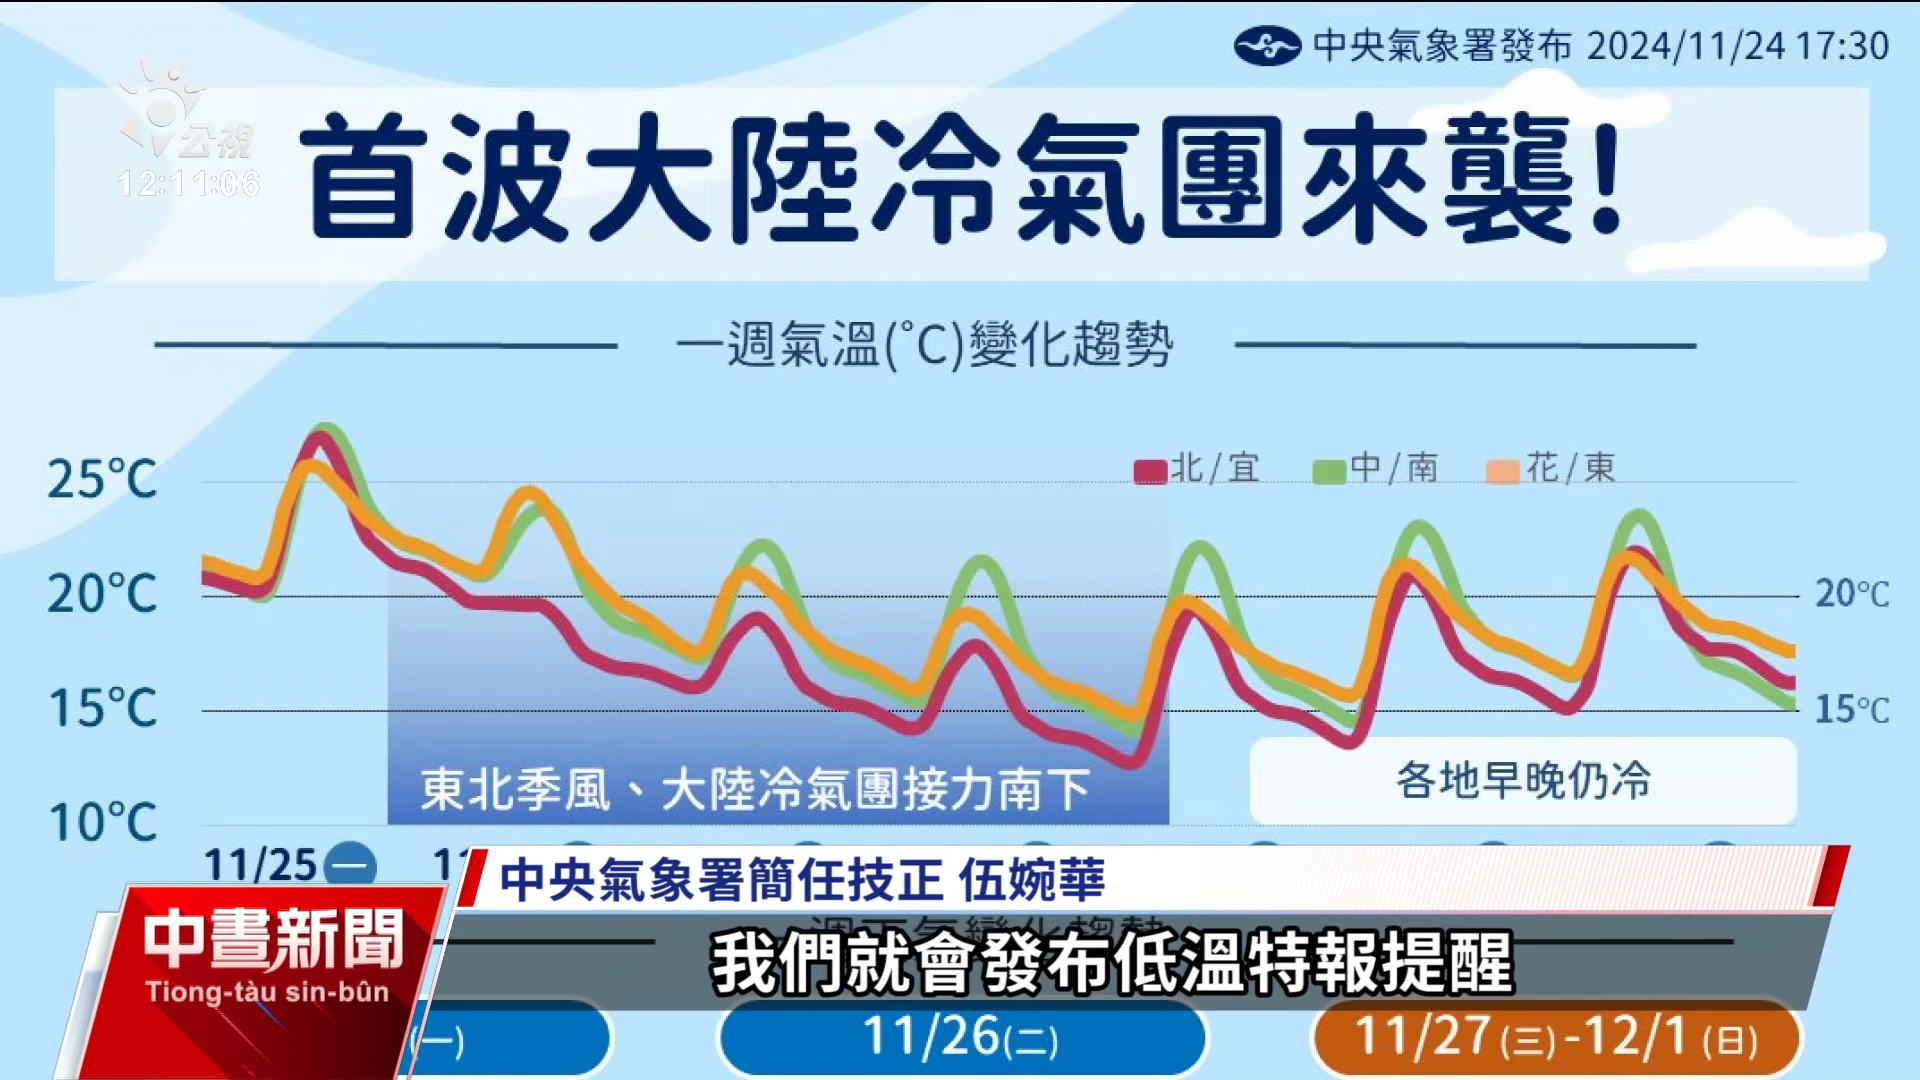 中央氣象署發布 2024/11/24 17:30
公視
12:11:06
首波大陸冷氣團來襲!
一週氣溫(°C)變化趨勢
北/宜 中/南 花/東
25°C
20°C
20°C
15°C
15°C
10°C
東北季風、大陸冷氣團接力南下
各地早晚仍冷
11/25 一
中央氣象署簡任技正 伍婉華
中晝新聞
Tiong-tàu sin-bûn
我們就會發布低溫特報提醒
(一)
11/26(二)
11/27(三)-12/1(日)